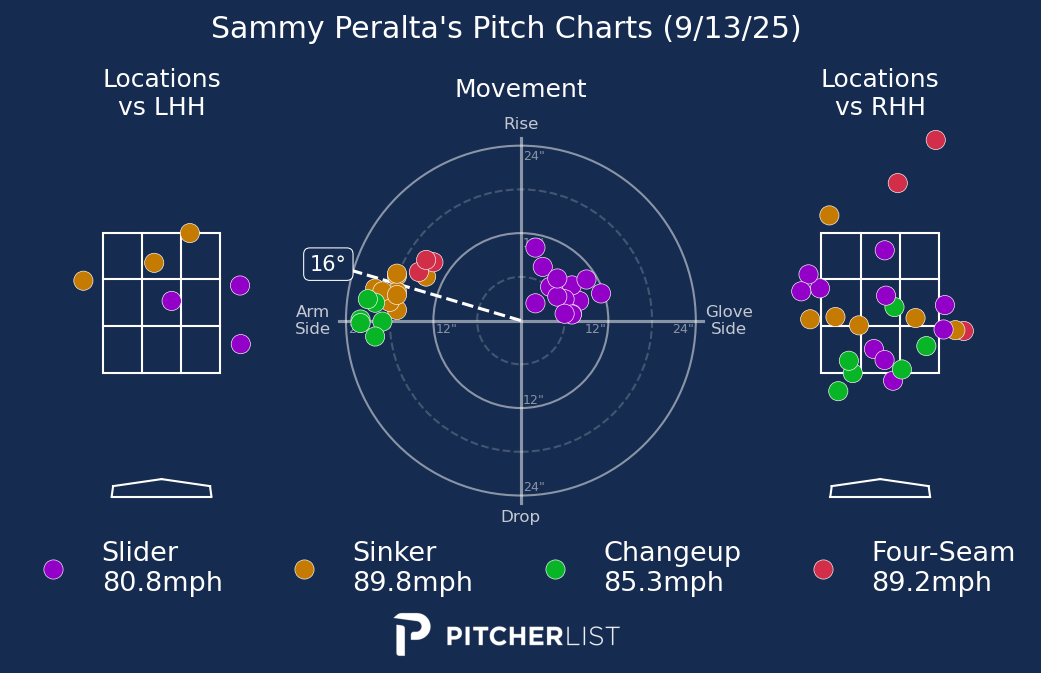 Sammy Peralta's Pitch Charts (9/13/25)
Locations
vs LHH
Movement
Locations
vs RHH
Rise
24"
16°
Arm
Side
12"
12"
24"
Glove
Side
12"
24"
Drop
Slider
80.8mph
Sinker
89.8mph
Changeup
85.3mph
Four-Seam
89.2mph
PITCHERLIST